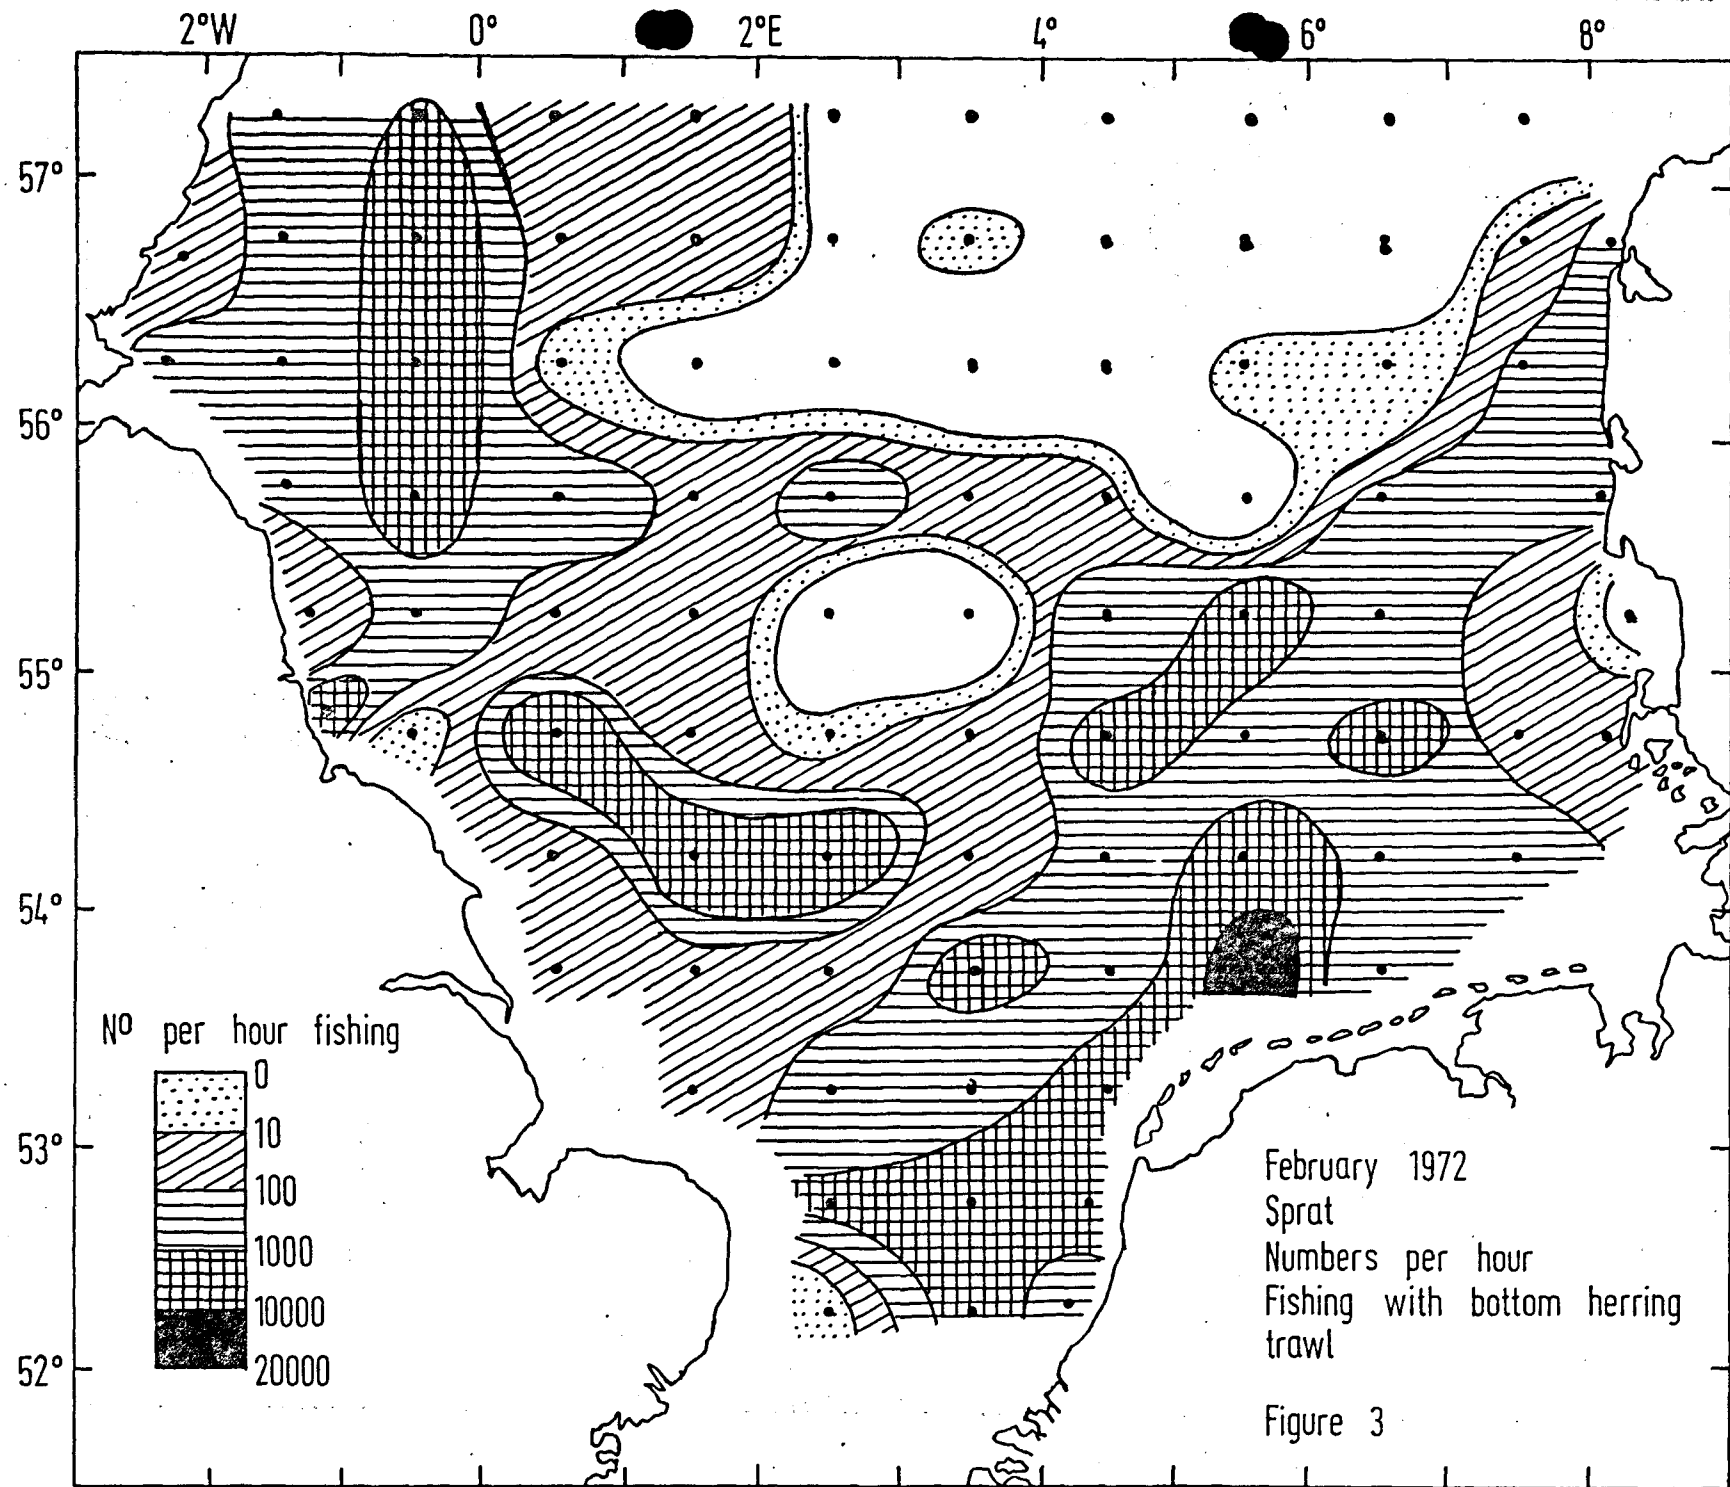 2°W 0° 2°E 4° 6° 8°
57°
56°
55°
54°
53°
52°
Nº per hour fishing
0
10
100
1000
10000
20000
February 1972
Sprat
Numbers per hour
Fishing with bottom herring
trawl
Figure 3